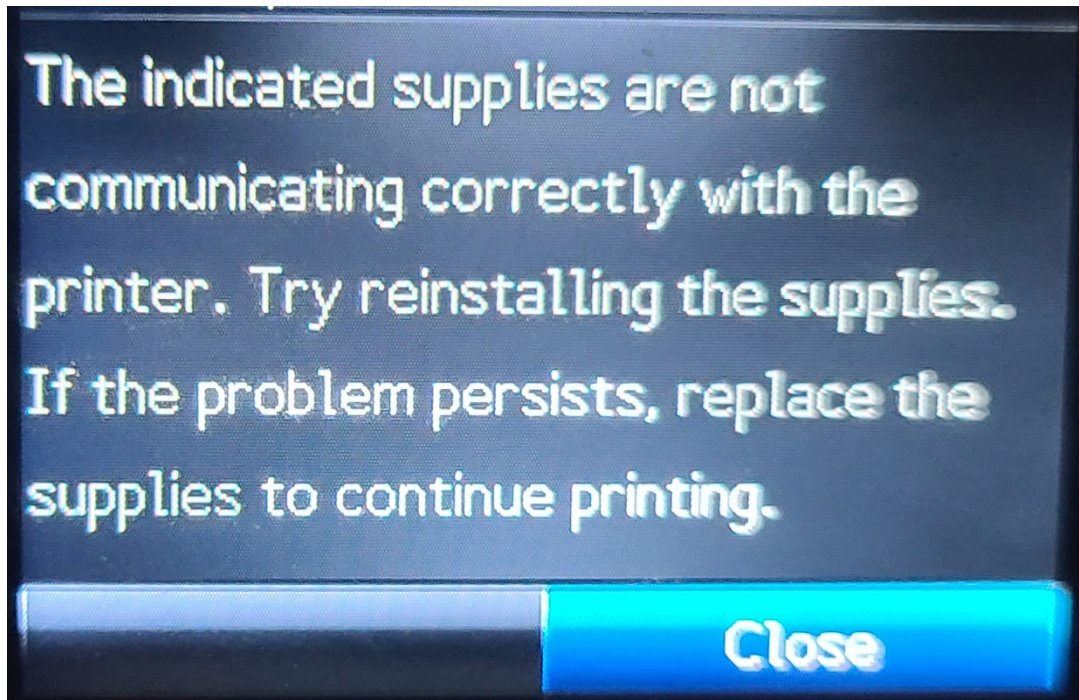 The indicated supplies are not
communicating correctly with the
printer. Try reinstalling the supplies.
If the problem persists, replace the
supplies to continue printing.
Close